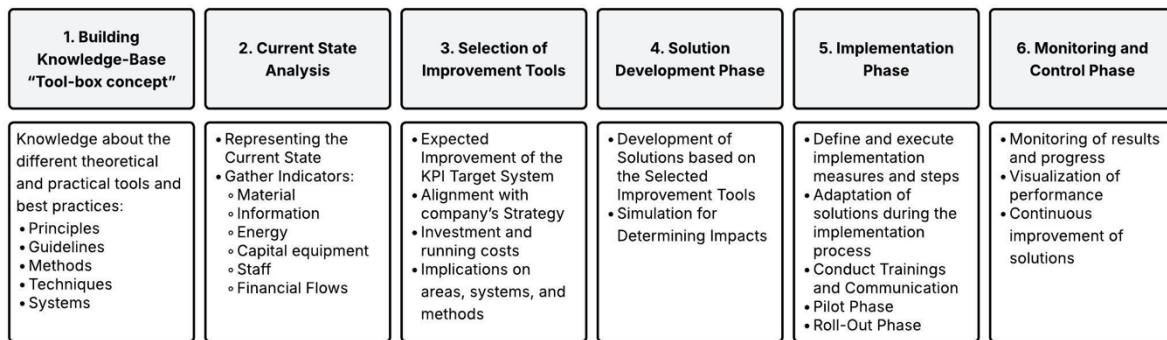 1. Building
Knowledge-Base
“Tool-box concept”
2. Current State
Analysis
3. Selection of
Improvement Tools
4. Solution
Development Phase
5. Implementation
Phase
6. Monitoring and
Control Phase
Knowledge about the
different theoretical
and practical tools and
best practices:
• Principles
• Guidelines
• Methods
• Techniques
• Systems
• Representing the
Current State
• Gather Indicators:
◦ Material
◦ Information
◦ Energy
◦ Capital equipment
◦ Staff
◦ Financial Flows
• Expected
Improvement of the
KPI Target System
• Alignment with
company’s Strategy
• Investment and
running costs
• Implications on
areas, systems, and
methods
• Development of
Solutions based on
the Selected
Improvement Tools
• Simulation for
Determining Impacts
• Define and execute
implementation
measures and steps
• Adaptation of
solutions during the
implementation
process
• Conduct Trainings
and Communication
• Pilot Phase
• Roll-Out Phase
• Monitoring of results
and progress
• Visualization of
performance
• Continuous
improvement of
solutions